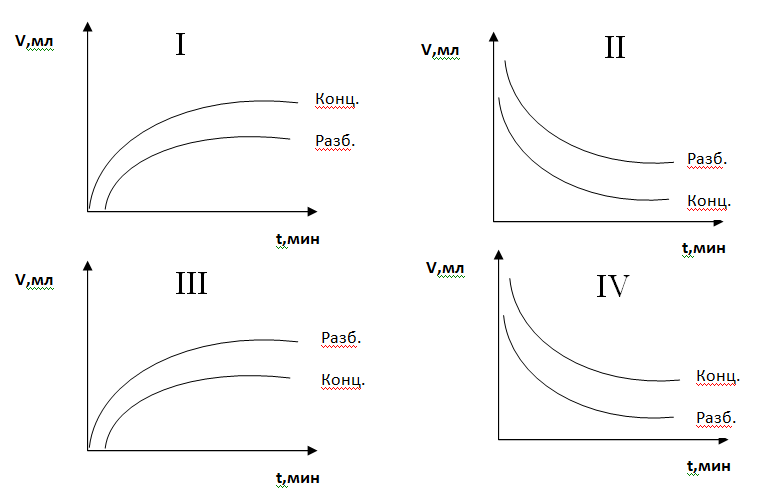 V,мл
I
Конц.
Разб.
t,мин
V,мл
II
Разб.
Конц.
t,мин
V,мл
III
Разб.
Конц.
t,мин
V,мл
IV
Конц.
Разб.
t,мин